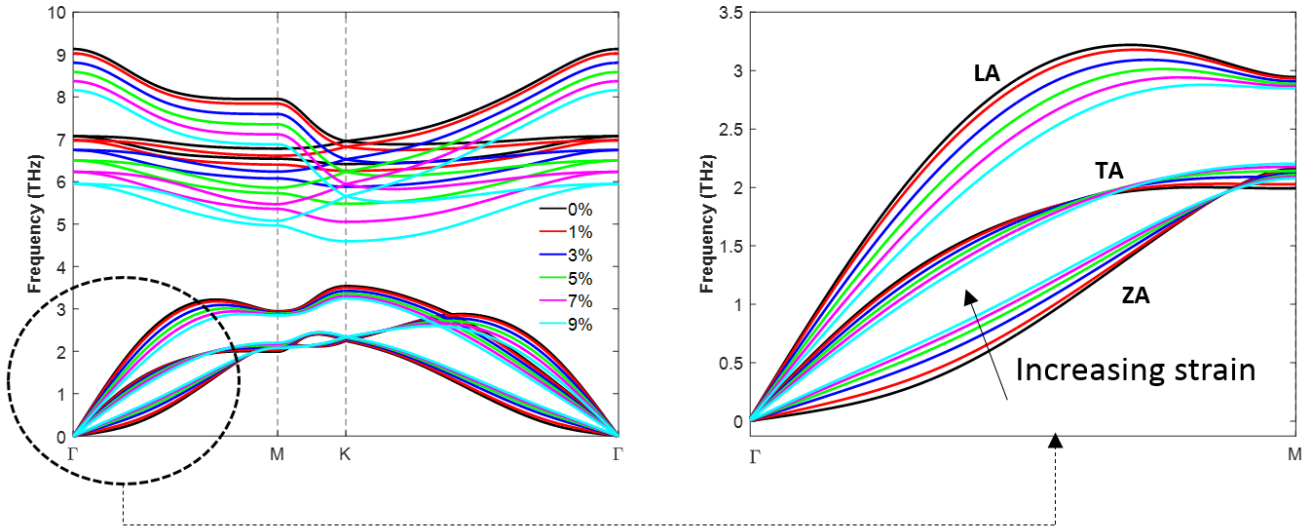 10
9
8
7
6
5
4
3
2
1
0
Frequency (THz)
Γ
M
K
Γ
0%
1%
3%
5%
7%
9%
3.5
3
2.5
2
1.5
1
0.5
0
Frequency (THz)
LA
TA
ZA
Increasing strain
Γ
M